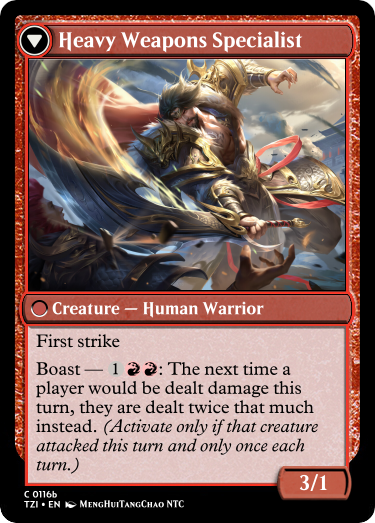 Heavy Weapons Specialist
Creature — Human Warrior
First strike
Boast — 1 R R: The next time a
player would be dealt damage this
turn, they are dealt twice that much
instead. (Activate only if that creature
attacked this turn and only once each
turn.)
3/1
C 0116b
TZI • EN MengHuiTangChao NTC